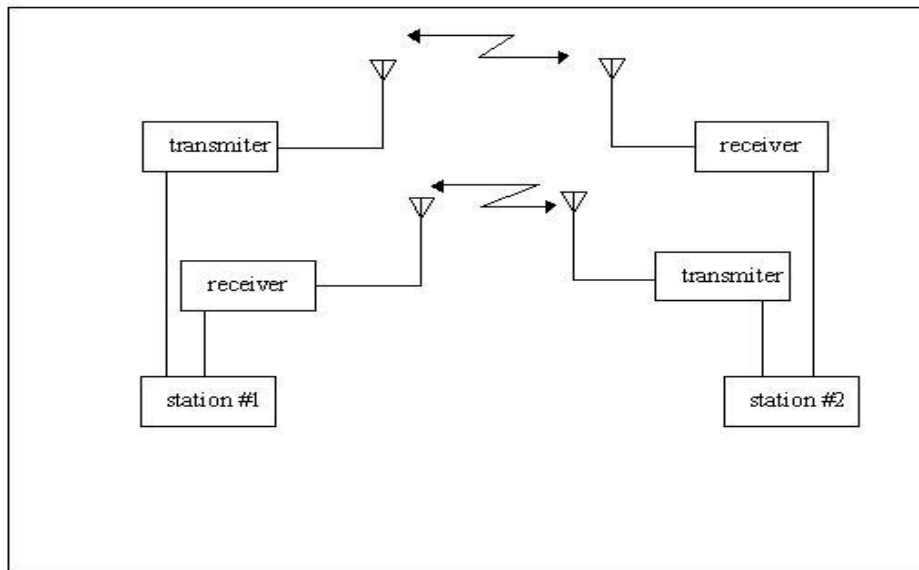 transmiter
receiver
receiver
transmiter
station #1
station #2